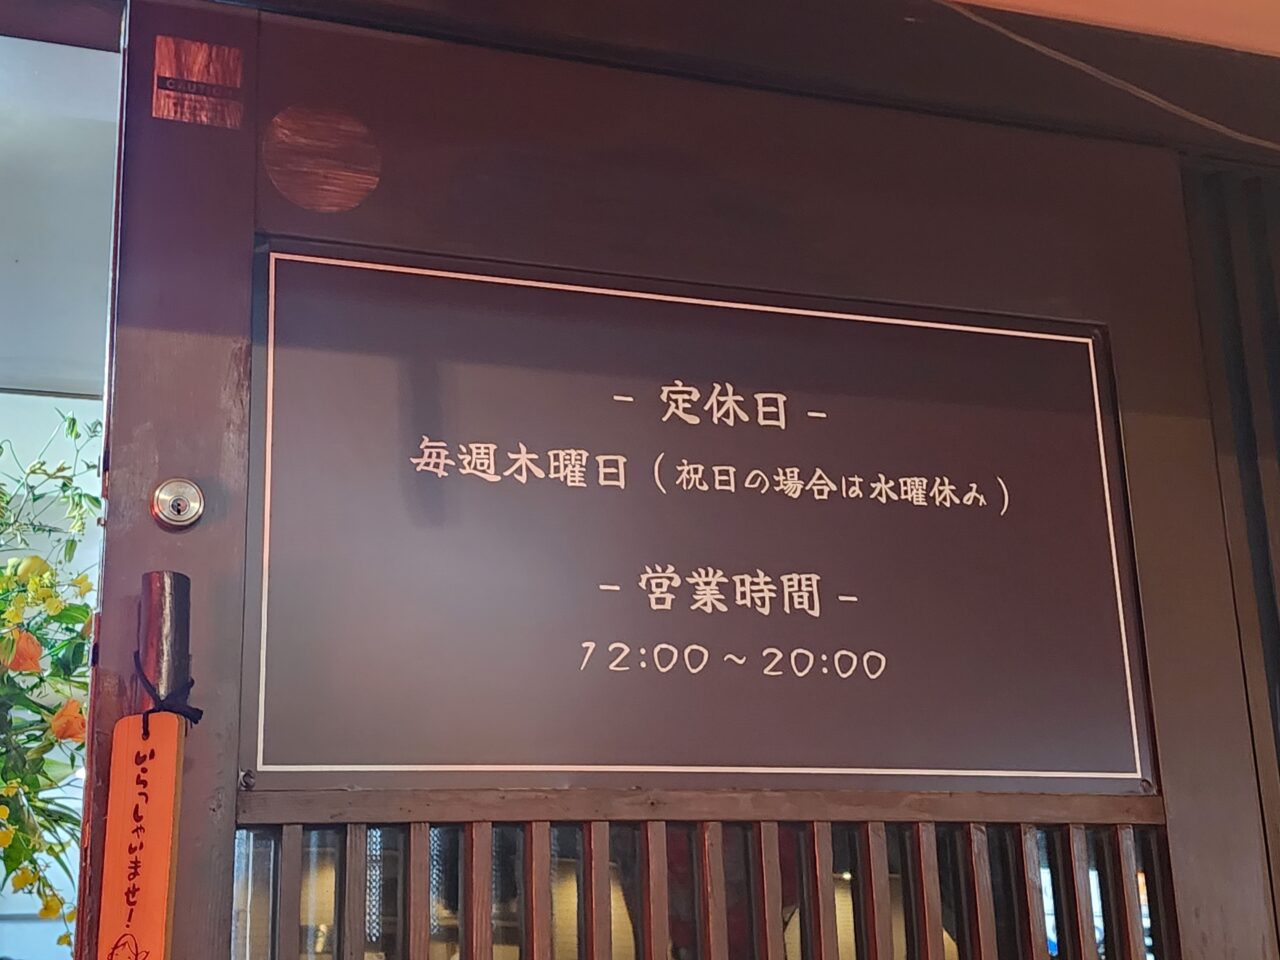 CAUTION
- 定休日 -
毎週木曜日（祝日の場合は水曜休み）
- 営業時間 -
12:00～20:00
いらっしゃいませ!